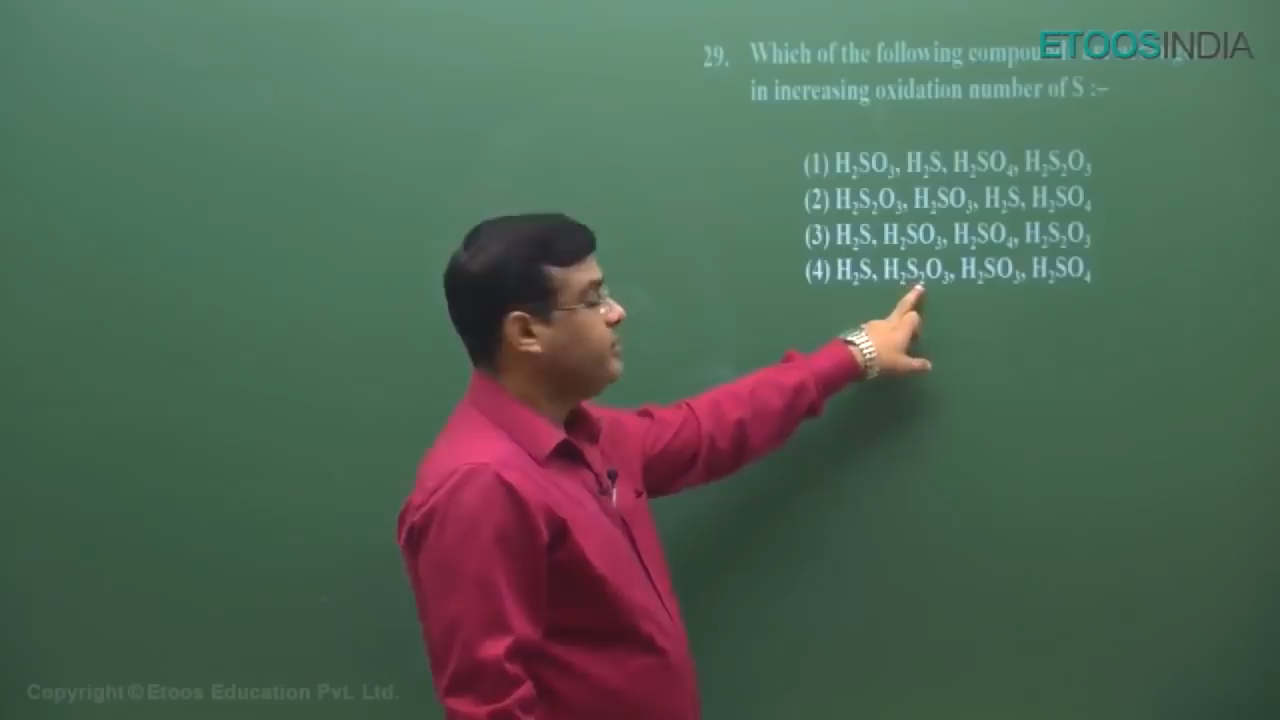 ETOOSINDIA
29. Which of the following
in increasing oxidation number of S :–
(1) H₂SO₃, H₂S, H₂SO₄, H₂S₂O₃
(2) H₂S₂O₃, H₂SO₃, H₂S, H₂SO₄
(3) H₂S, H₂SO₃, H₂SO₄, H₂S₂O₃
(4) H₂S, H₂S₂O₃, H₂SO₃, H₂SO₄
Copyright © Etoos Education Pvt. Ltd.